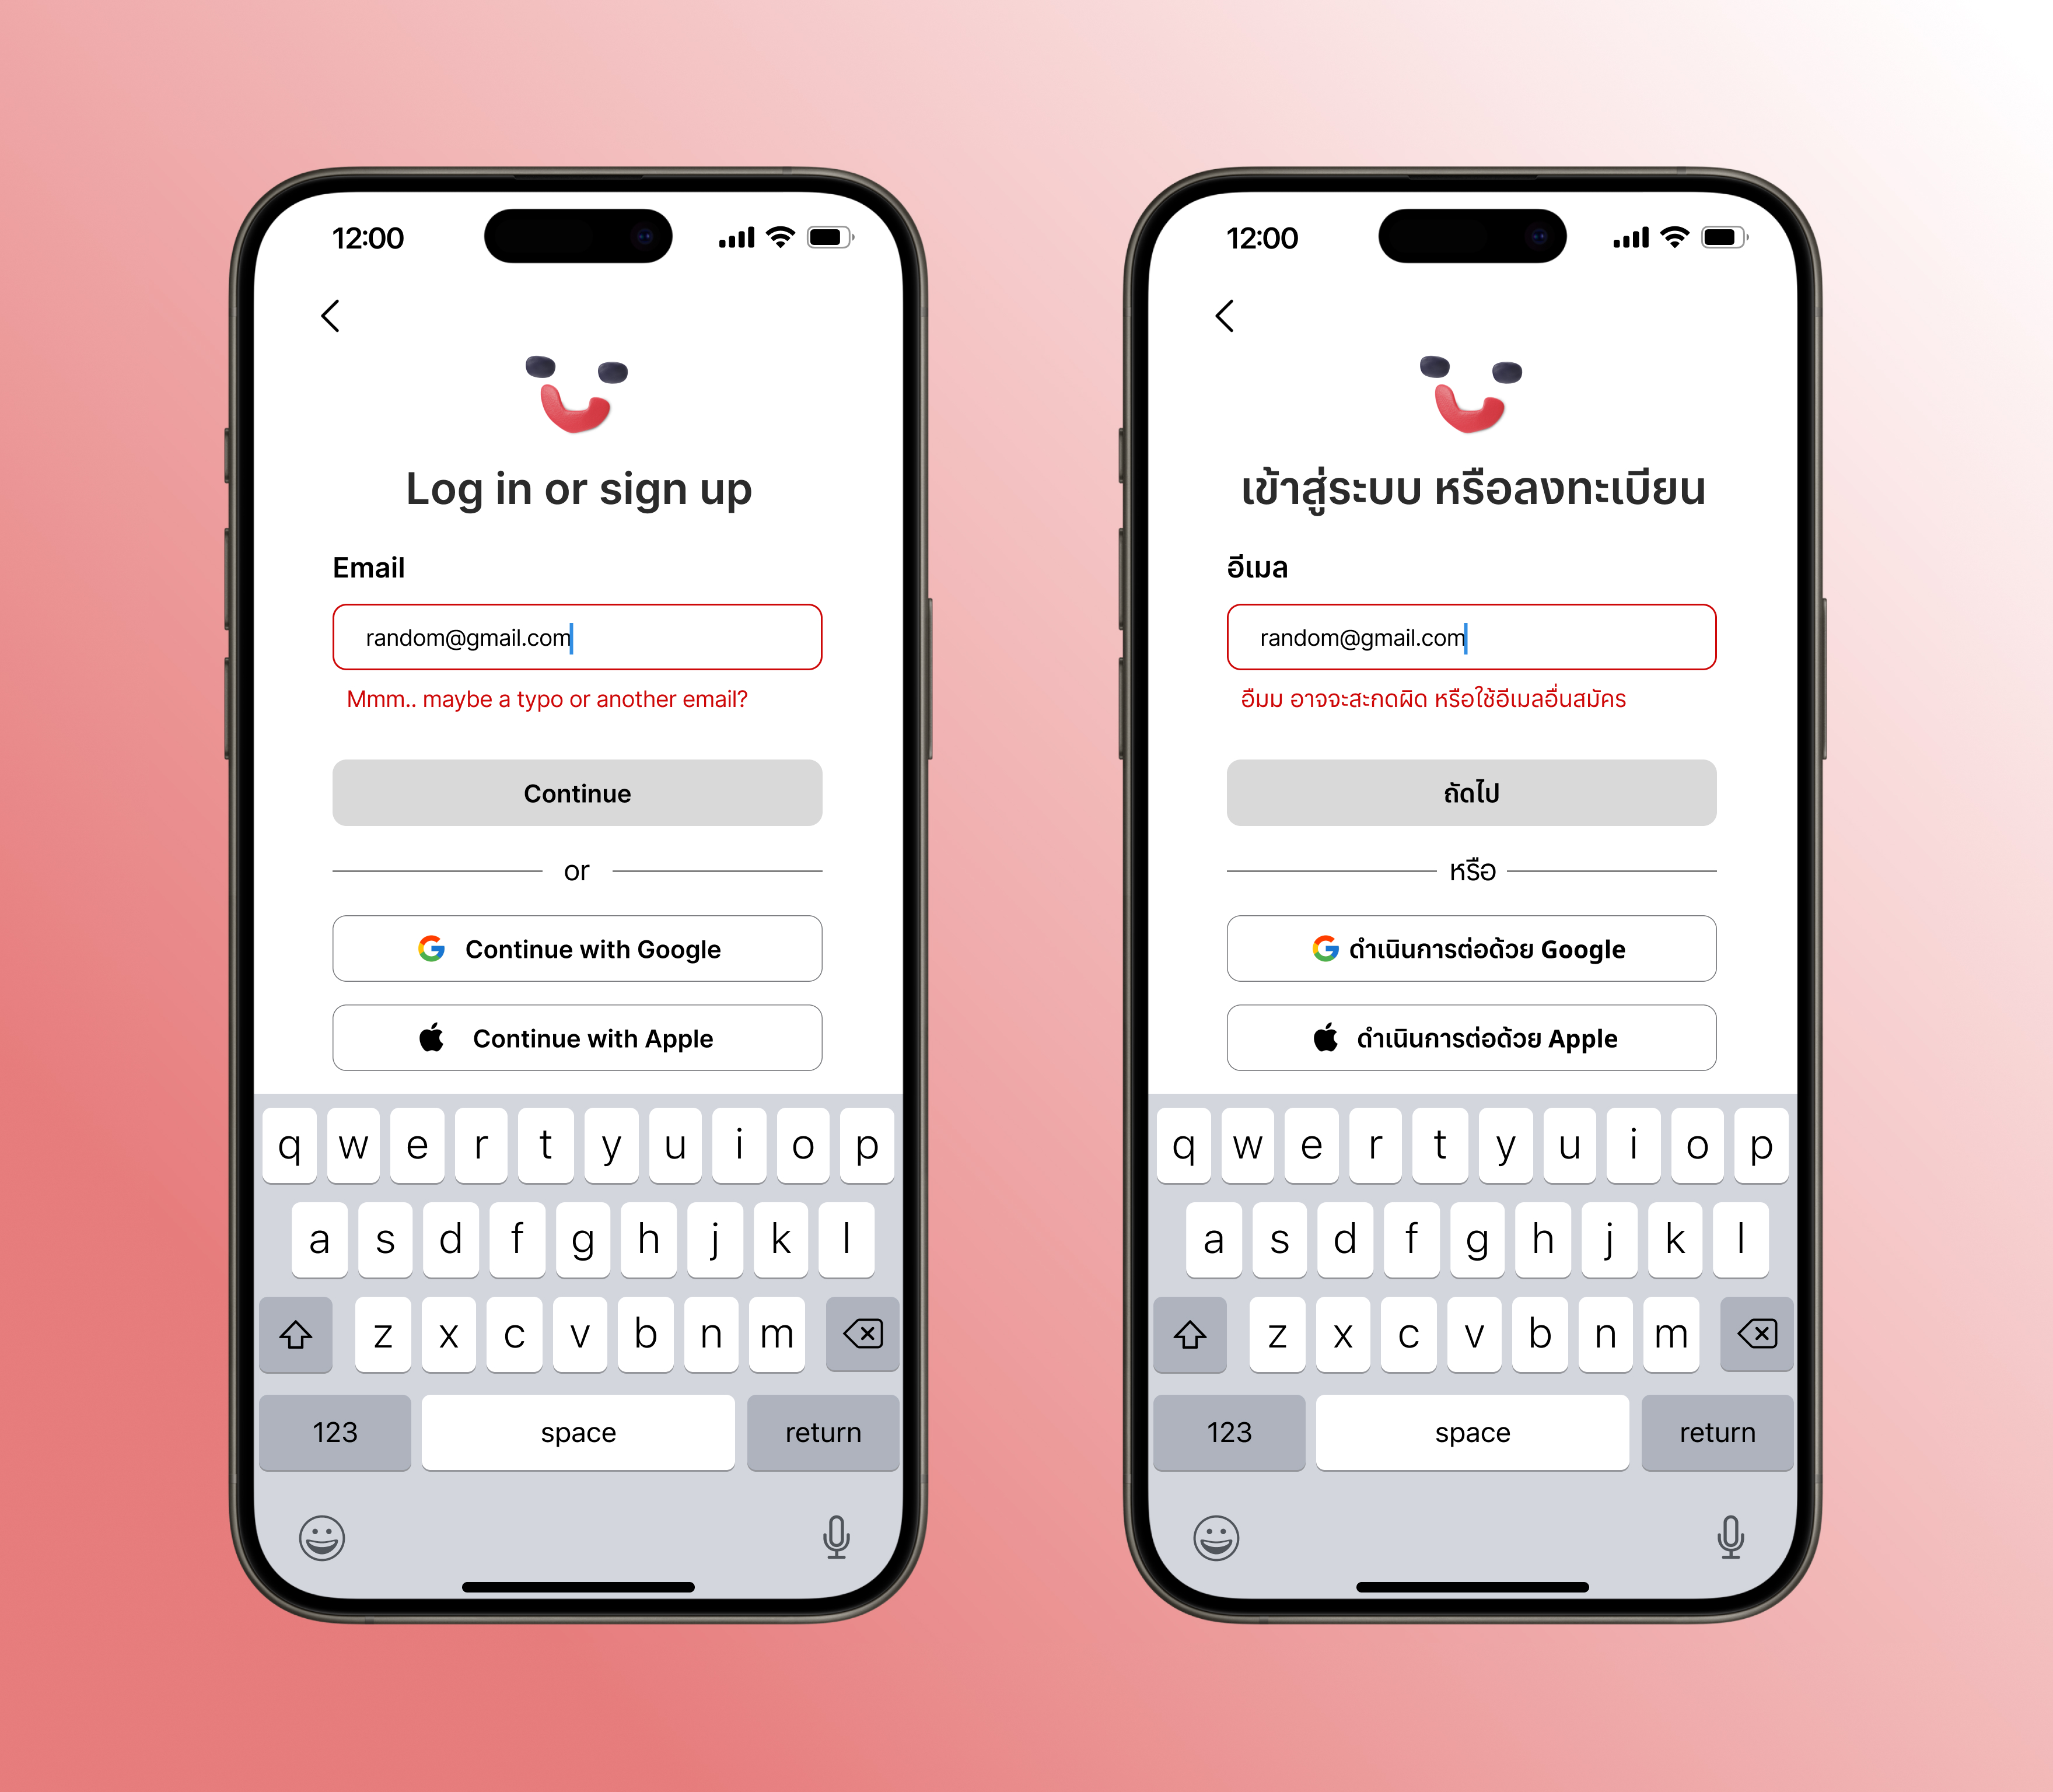 12:00
Log in or sign up
Email
random@gmail.com
Mmm.. maybe a typo or another email?
Continue
or
Continue with Google
Continue with Apple
q w e r t y u i o p
a s d f g h j k l
z x c v b n m
123 space return
12:00
เข้าสู่ระบบ หรือลงทะเบียน
อีเมล
random@gmail.com
อืมม อาจจะสะกดผิด หรือใช้อีเมลอื่นสมัคร
ถัดไป
หรือ
ดำเนินการต่อด้วย Google
ดำเนินการต่อด้วย Apple
q w e r t y u i o p
a s d f g h j k l
z x c v b n m
123 space return